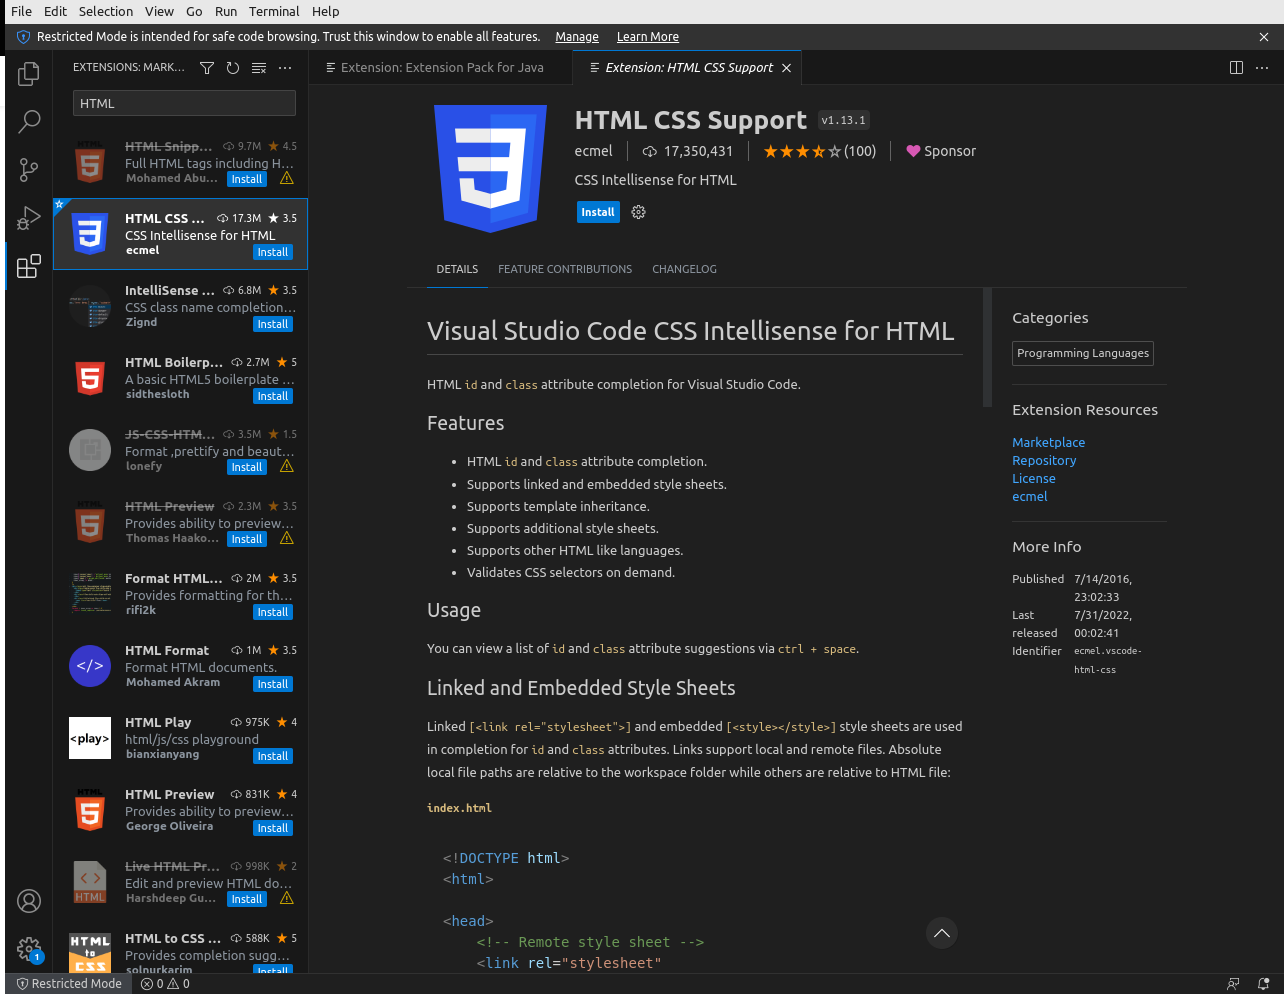 File Edit Selection View Go Run Terminal Help
Restricted Mode is intended for safe code browsing. Trust this window to enable all features. Manage Learn More
EXTENSIONS: MARK...
HTML
HTML Snipp... 9.7M 4.5
Full HTML tags including H...
Mohamed Abu... Install
HTML CSS ... 17.3M 3.5
CSS Intellisense for HTML
ecmel Install
IntelliSense ... 6.8M 3.5
CSS class name completion...
Zignd Install
HTML Boilerp... 2.7M 5
A basic HTML5 boilerplate ...
sidthesloth Install
JS-CSS-HTM... 3.5M 1.5
Format ,prettify and beaut...
lonefy Install
HTML Preview 2.3M 3.5
Provides ability to preview...
Thomas Haako... Install
Format HTML... 2M 3.5
Provides formatting for th...
rifi2k Install
</>
HTML Format 1M 3.5
Format HTML documents.
Mohamed Akram Install
<play>
HTML Play 975K 4
html/js/css playground
bianxianyang Install
HTML Preview 831K 4
Provides ability to preview...
George Oliveira Install
HTML
Live HTML Pr... 998K 2
Edit and preview HTML do...
Harshdeep Gu... Install
HTML
to
CSS
HTML to CSS ... 588K 5
Provides completion sugg...
solnurkarim Install
1
Extension: Extension Pack for Java
Extension: HTML CSS Support
HTML CSS Support v1.13.1
ecmel 17,350,431 (100) Sponsor
CSS Intellisense for HTML
Install
DETAILS FEATURE CONTRIBUTIONS CHANGELOG
Visual Studio Code CSS Intellisense for HTML
HTML id and class attribute completion for Visual Studio Code.
Features
• HTML id and class attribute completion.
• Supports linked and embedded style sheets.
• Supports template inheritance.
• Supports additional style sheets.
• Supports other HTML like languages.
• Validates CSS selectors on demand.
Usage
You can view a list of id and class attribute suggestions via ctrl + space.
Linked and Embedded Style Sheets
Linked [<link rel="stylesheet">] and embedded [<style></style>] style sheets are used
in completion for id and class attributes. Links support local and remote files. Absolute
local file paths are relative to the workspace folder while others are relative to HTML file:
index.html
<!DOCTYPE html>
<html>
<head>
<!-- Remote style sheet -->
<link rel="stylesheet"
Categories
Programming Languages
Extension Resources
Marketplace
Repository
License
ecmel
More Info
Published 7/14/2016,
23:02:33
Last 7/31/2022,
released 00:02:41
Identifier ecmel.vscode-
html-css
Restricted Mode 0 0